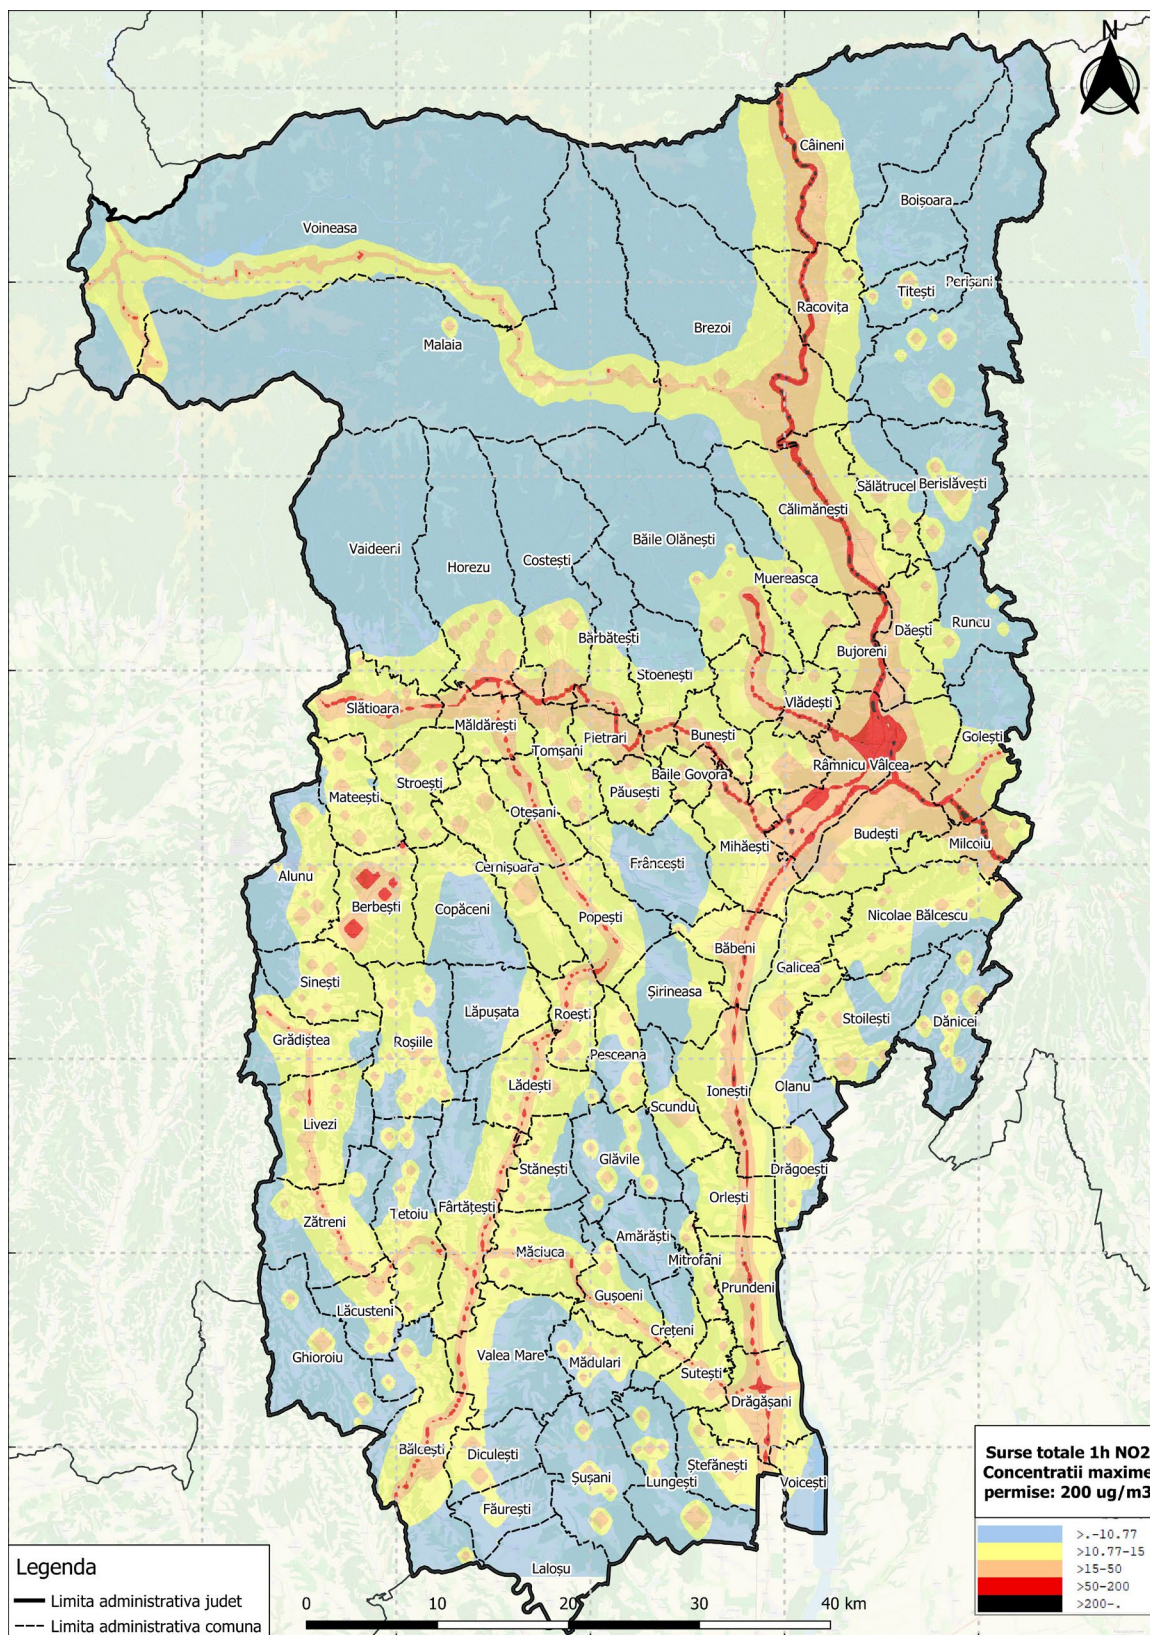 N
Câineni
Boișoara
Voineasa
Titești
Perișani
Racovița
Brezoi
Malaia
Sălătrucel
Berislăvești
Călimănești
Băile Olănești
Vaideeni
Costești
Horezu
Muereasca
Runcu
Dăești
Bărbătești
Bujoreni
Stoenești
Vlădești
Slătioara
Măldărești
Pietrari
Bunești
Golești
Tomșani
Râmnicu Vâlcea
Băile Govora
Stroești
Păusești
Mateești
Oteșani
Budești
Mihăești
Milcoiu
Frâncești
Cernișoara
Alunu
Berbești
Copăceni
Popești
Nicolae Bălcescu
Băbeni
Galicea
Sinești
Șirineasa
Lăpușata
Roești
Stoilești
Dănicei
Grădiștea
Roșiile
Pesceana
Lădești
Olanu
Ionești
Scundu
Livezi
Glăvile
Stănești
Drăgoești
Orlești
Fârtățești
Tetoiu
Zătreni
Amărăști
Măciuca
Mitrofani
Prundeni
Gușoeni
Lăcusteni
Crețeni
Ghioroiu
Valea Mare
Mădulari
Sutești
Drăgășani
Bălcești
Diculești
Ștefănești
Șușani
Lungești
Voicești
Făurești
Laloșu
Surse totale 1h NO2
Concentratii maxime
permise: 200 ug/m3
>.-10.77
>10.77-15
>15-50
>50-200
>200-.
Legenda
Limita administrativa judet
Limita administrativa comuna
0 10 20 30 40 km